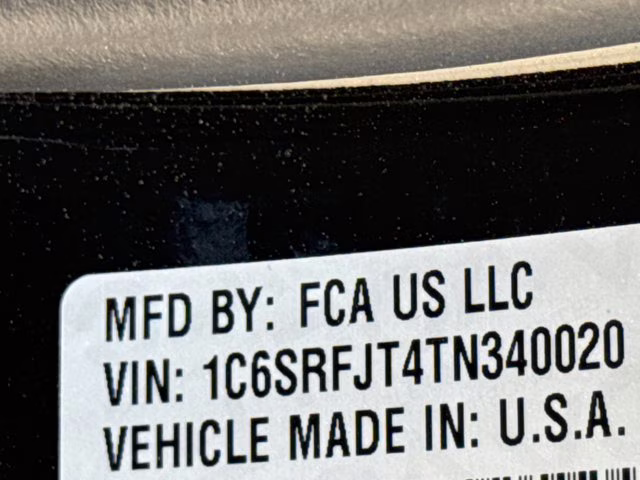 MFD BY: FCA US LLC
VIN: 1C6SRFJT4TN340020
VEHICLE MADE IN: U.S.A.